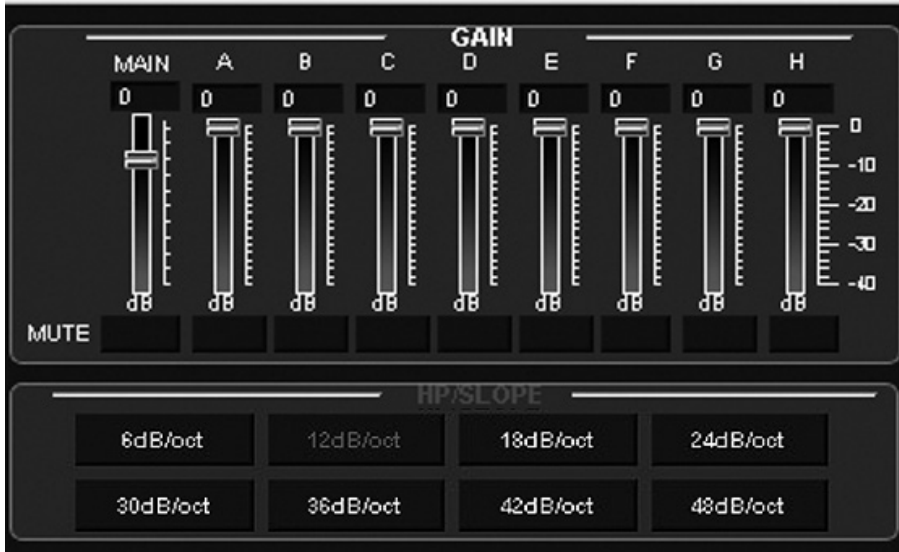 GAIN
MAIN A B C D E F G H
0 0 0 0 0 0 0 0 0
0
-10
-20
-30
-40
dB dB dB dB dB dB dB dB dB
MUTE
HP/SLOPE
6dB/oct 12dB/oct 18dB/oct 24dB/oct
30dB/oct 36dB/oct 42dB/oct 48dB/oct